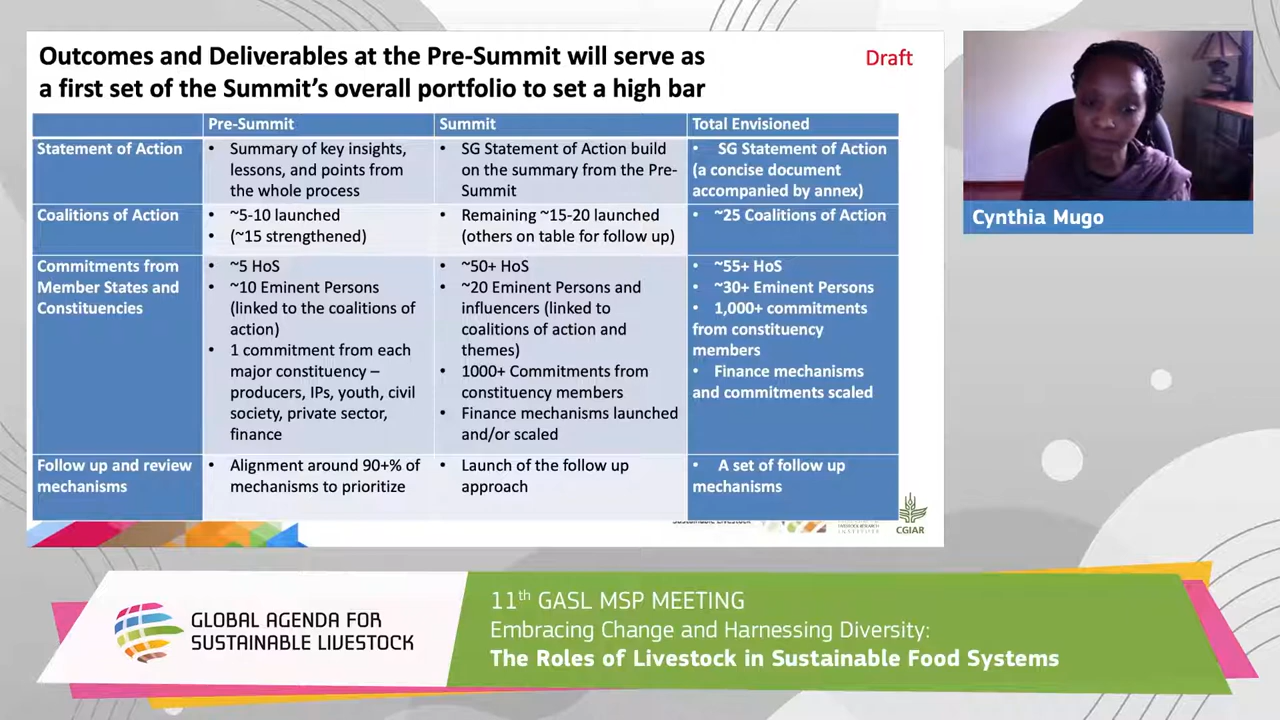 Outcomes and Deliverables at the Pre-Summit will serve as
a first set of the Summit's overall portfolio to set a high bar
Draft
Pre-Summit
Summit
Total Envisioned
Statement of Action
• Summary of key insights,
lessons, and points from
the whole process
• SG Statement of Action build
on the summary from the Pre-
Summit
• SG Statement of Action
(a concise document
accompanied by annex)
Coalitions of Action
• ~5-10 launched
• (~15 strengthened)
• Remaining ~15-20 launched
(others on table for follow up)
• ~25 Coalitions of Action
Commitments from
Member States and
Constituencies
• ~5 HoS
• ~10 Eminent Persons
(linked to the coalitions of
action)
• 1 commitment from each
major constituency –
producers, IPs, youth, civil
society, private sector,
finance
• ~50+ HoS
• ~20 Eminent Persons and
influencers (linked to
coalitions of action and
themes)
• 1000+ Commitments from
constituency members
• Finance mechanisms launched
and/or scaled
• ~55+ HoS
• ~30+ Eminent Persons
• 1,000+ commitments
from constituency
members
• Finance mechanisms
and commitments scaled
Follow up and review
mechanisms
• Alignment around 90+% of
mechanisms to prioritize
• Launch of the follow up
approach
• A set of follow up
mechanisms
CGIAR
Cynthia Mugo
GLOBAL AGENDA FOR
SUSTAINABLE LIVESTOCK
11th GASL MSP MEETING
Embracing Change and Harnessing Diversity:
The Roles of Livestock in Sustainable Food Systems